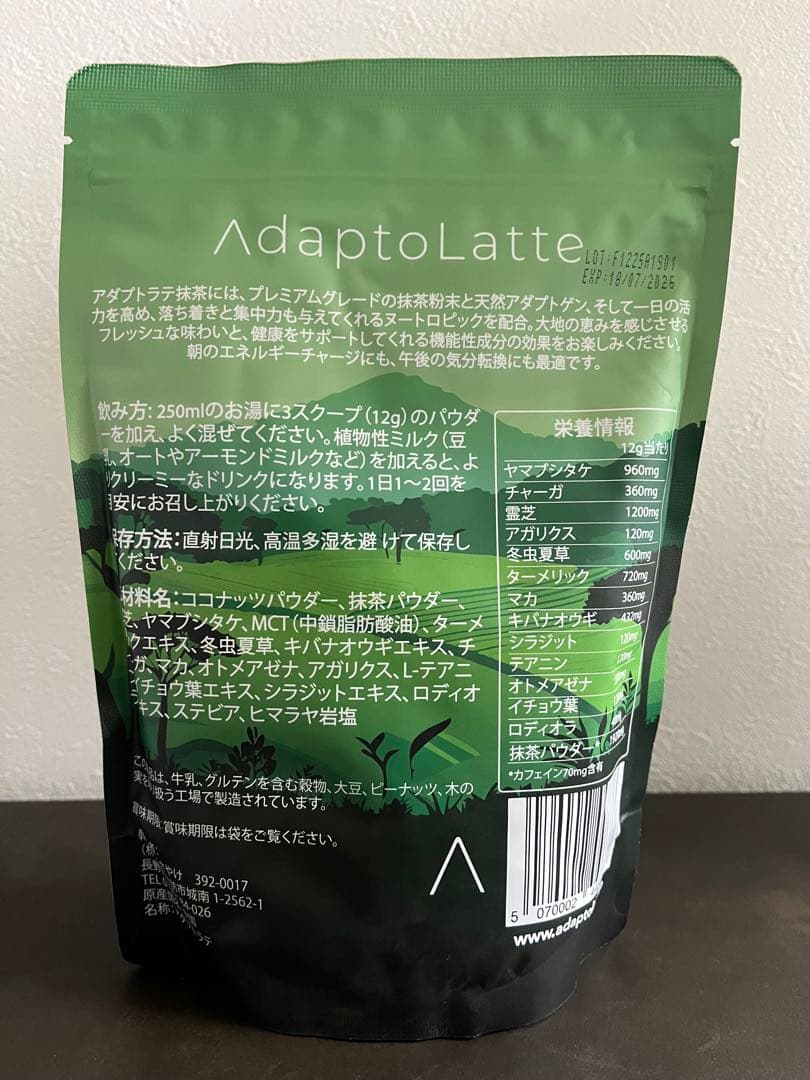 AdaptoLatte
LOT:F1225A1901
EXP:18/07/2026
アダプトラテ抹茶には、プレミアムグレードの抹茶粉末と天然アダプトゲン、そして一日の活
力を高め、落ち着きと集中力も与えてくれるヌートロピックを配合。大地の恵みを感じさせる
フレッシュな味わいと、健康をサポートしてくれる機能性成分の効果をお楽しみください。
朝のエネルギーチャージにも、午後の気分転換にも最適です。
飲み方: 250mlのお湯に3スクープ(12g)のパウダ
ーを加え、よく混ぜてください。植物性ミルク(豆
乳、オートやアーモンドミルクなど)を加えると、よ
りクリーミーなドリンクになります。1日1〜2回を
目安にお召し上がりください。
保存方法:直射日光、高温多湿を避 けて保存し
ください。
材料名:ココナッツパウダー、抹茶パウダー、
ヤマブシタケ、MCT(中鎖脂肪酸油)、ターメ
クエキス、冬虫夏草、キバナオウギエキス、チ
ガ、マカ、オトメアゼナ、アガリクス、L-テアニ
イチョウ葉エキス、シラジットエキス、ロディオ
キス、ステビア、ヒマラヤ岩塩
栄養情報
12g当たり
ヤマブシタケ 960mg
チャーガ 360mg
霊芝 1200mg
アガリクス 120mg
冬虫夏草 600mg
ターメリック 720mg
マカ 360mg
キバナオウギ 432mg
シラジット 120mg
テアニン 120mg
オトメアゼナ
イチョウ葉
ロディオラ
抹茶パウダー*
*カフェイン70mg含有
この 品は、牛乳、グルテンを含む穀物、大豆、ピーナッツ、木の
実を 扱う工場で製造されています。
賞味期限:賞味期限は袋をご覧ください。
392-0017
市城南 1-2562-1
TEL
-026
原産
名称:
5 070002
www.adapto